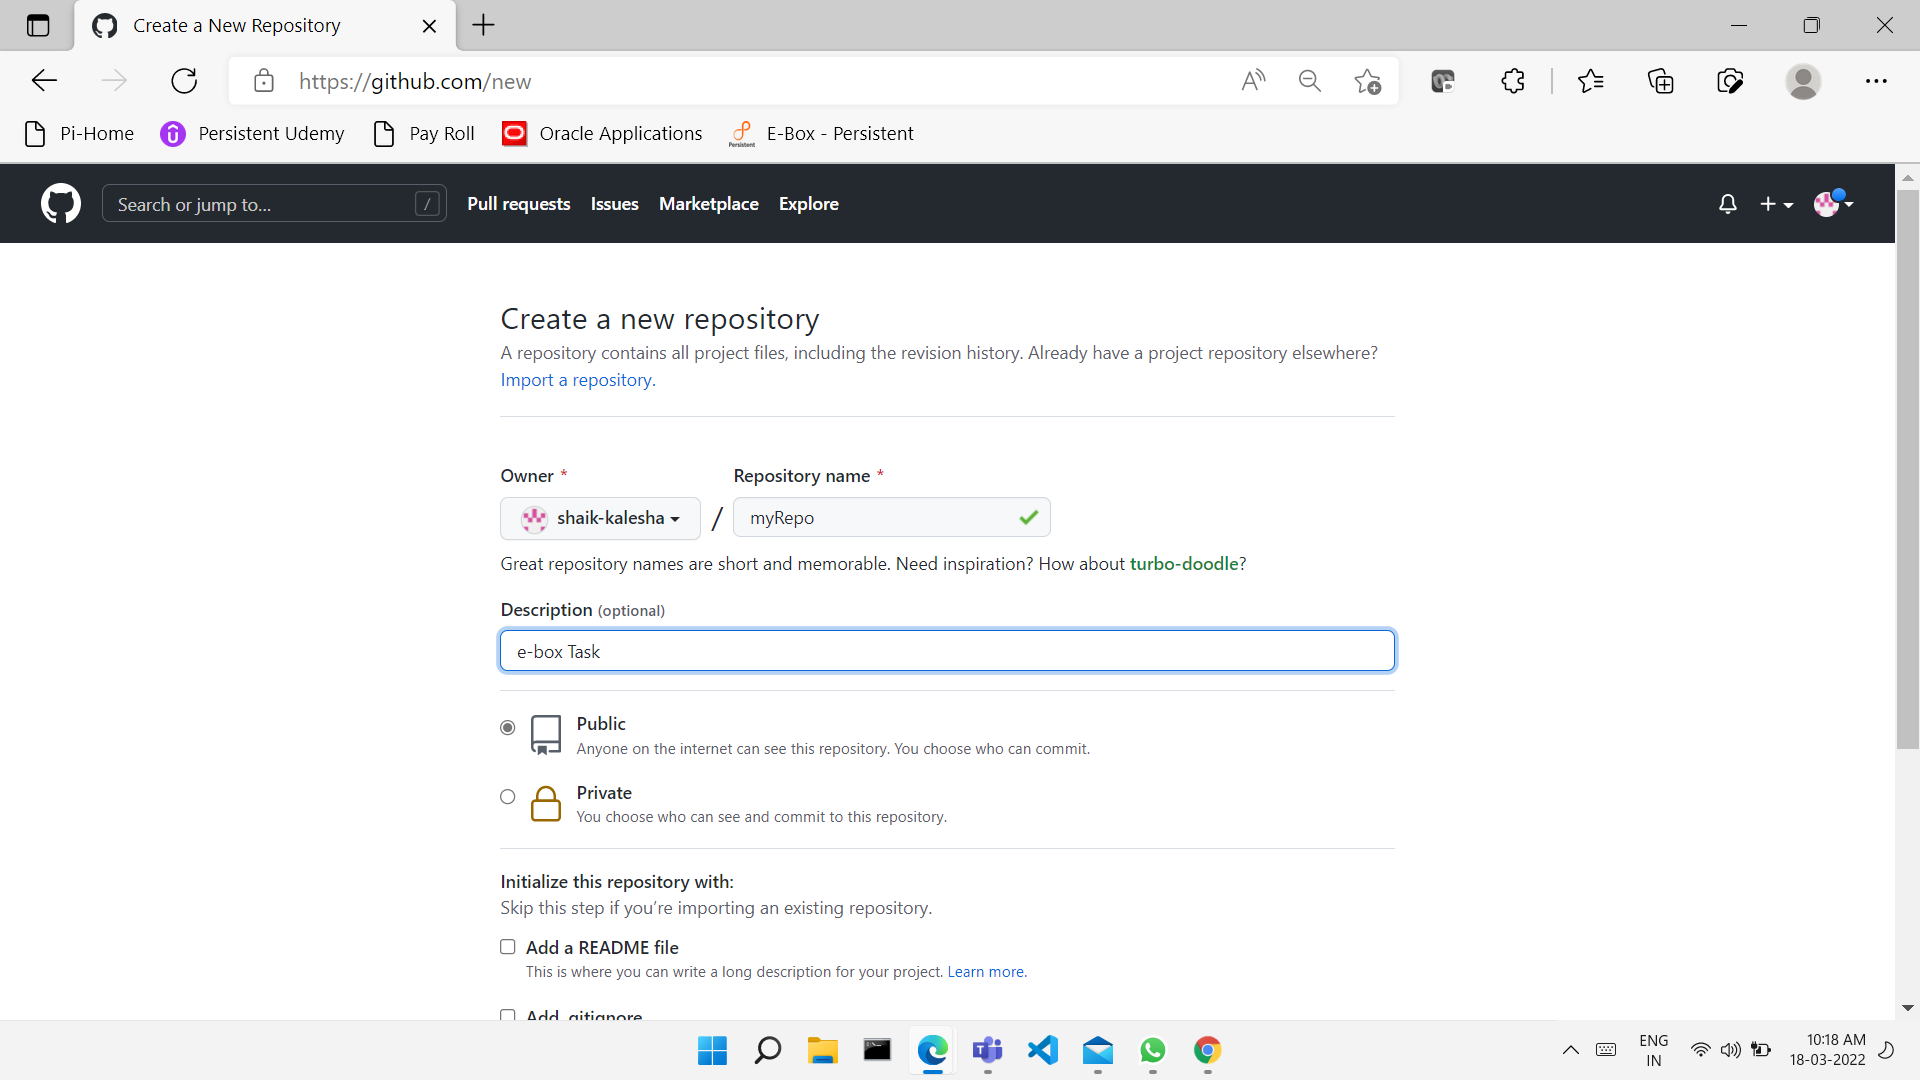 Create a New Repository
https://github.com/new
Pi-Home
Persistent Udemy
Pay Roll
Oracle Applications
Persistent
E-Box - Persistent
Search or jump to...
/
Pull requests
Issues
Marketplace
Explore
Create a new repository
A repository contains all project files, including the revision history. Already have a project repository elsewhere?
Import a repository.
Owner *
Repository name *
shaik-kalesha
/
myRepo
Great repository names are short and memorable. Need inspiration? How about turbo-doodle?
Description (optional)
e-box Task
Public
Anyone on the internet can see this repository. You choose who can commit.
Private
You choose who can see and commit to this repository.
Initialize this repository with:
Skip this step if you’re importing an existing repository.
Add a README file
This is where you can write a long description for your project. Learn more.
Add .gitignore
ENG
IN
10:18 AM
18-03-2022